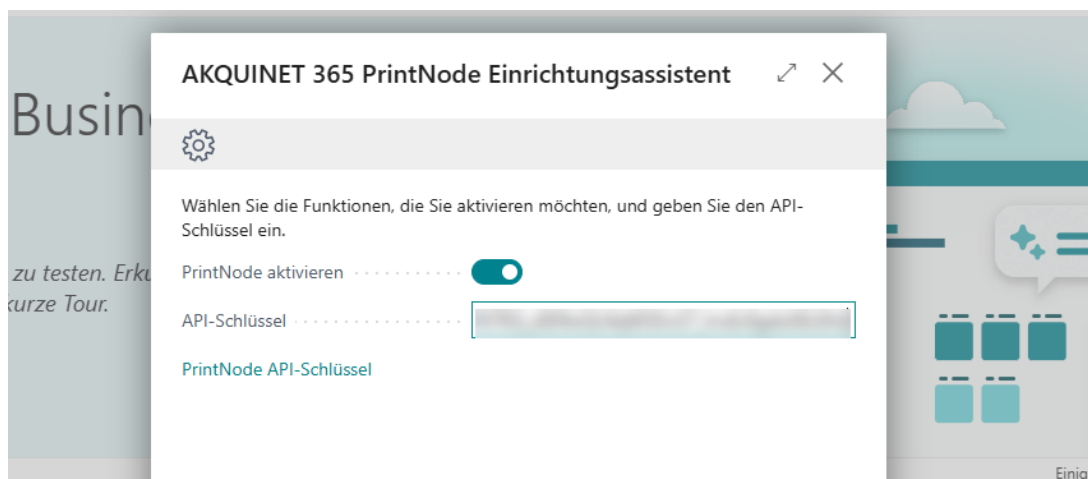 AKQUINET 365 PrintNode Einrichtungsassistent
Busin
Wählen Sie die Funktionen, die Sie aktivieren möchten, und geben Sie den API-
Schlüssel ein.
zu testen. Erku
PrintNode aktivieren
kurze Tour.
API-Schlüssel
PrintNode API-Schlüssel
Einig